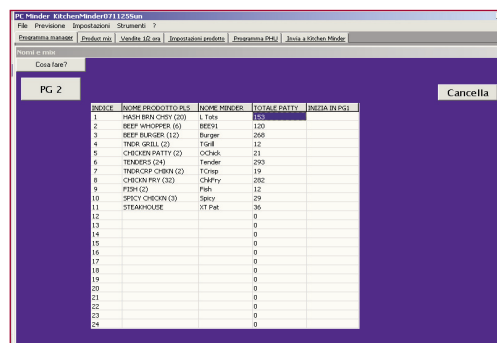 PC Minder KitchenMinder071125Sun
File Previsione Impostazioni Strumenti ?
Programma manager Product mix Vendite 1/2 ora Impostazioni prodotto Programma PHU Invia a Kitchen Minder
Nomi e mix
Cosa fare?
PG 2
Cancella
INDICE NOME PRODOTTO PLS NOME MINDER TOTALE PATTY INIZIA IN PG1
1 HASH BRN CHSY (20) L Tots 153
2 BEEF WHOPPER (6) BEE91 120
3 BEEF BURGER (12) Burger 268
4 TNDR GRILL (2) TGrill 12
5 CHICKEN PATTY (2) OChick 21
6 TENDERS (24) Tender 293
7 TNDRCRP CHIKN (2) TCrisp 19
8 CHICKN FRY (32) ChkFry 282
9 FISH (2) Fish 12
10 SPICY CHICKN (3) Spicy 29
11 STEAKHOUSE XT Pat 36
12 0
13 0
14 0
15 0
16 0
17 0
18 0
19 0
20 0
21 0
22 0
23 0
24 0